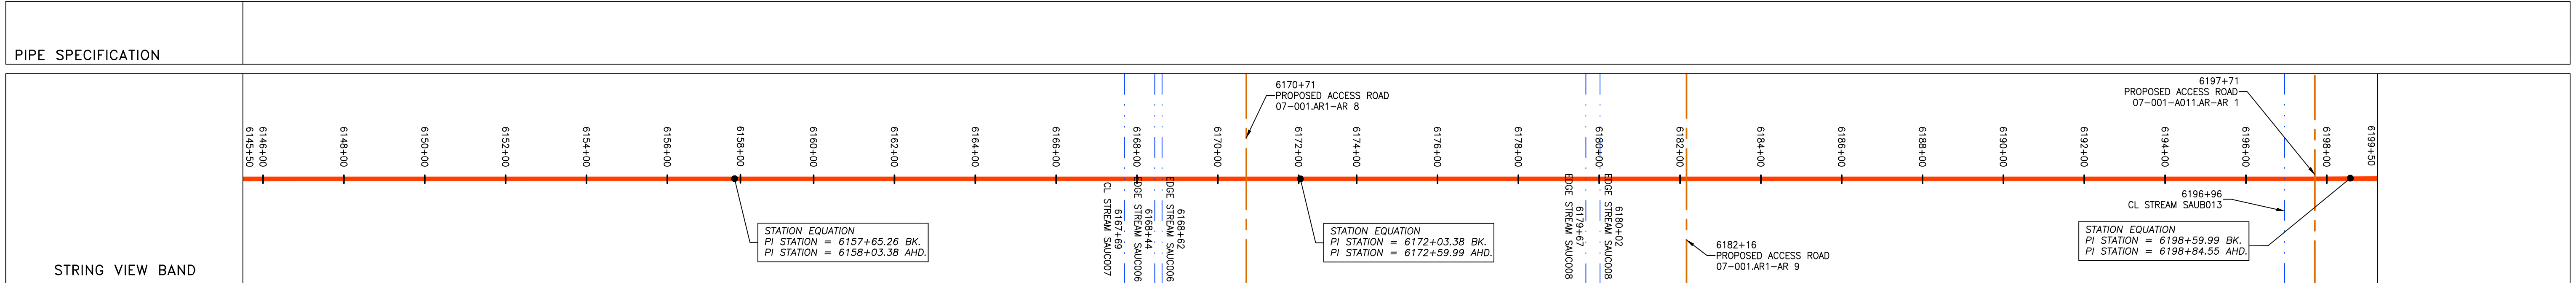 PIPE SPECIFICATION
STRING VIEW BAND
6145+50
6146+00
6148+00
6150+00
6152+00
6154+00
6156+00
6158+00
6160+00
6162+00
6164+00
6166+00
6168+00
6170+00
6172+00
6174+00
6176+00
6178+00
6180+00
6182+00
6184+00
6186+00
6188+00
6190+00
6192+00
6194+00
6196+00
6198+00
6199+50
STATION EQUATION
PI STATION = 6157+65.26 BK.
PI STATION = 6158+03.38 AHD.
6167+69
CL STREAM SAUC007
6168+44
EDGE STREAM SAUC006
6168+62
EDGE STREAM SAUC006
6170+71
PROPOSED ACCESS ROAD
07-001.AR1-AR 8
STATION EQUATION
PI STATION = 6172+03.38 BK.
PI STATION = 6172+59.99 AHD.
6179+67
EDGE STREAM SAUC008
6180+02
EDGE STREAM SAUC008
6182+16
PROPOSED ACCESS ROAD
07-001.AR1-AR 9
6197+71
PROPOSED ACCESS ROAD
07-001-A011.AR-AR 1
6196+96
CL STREAM SAUB013
STATION EQUATION
PI STATION = 6198+59.99 BK.
PI STATION = 6198+84.55 AHD.